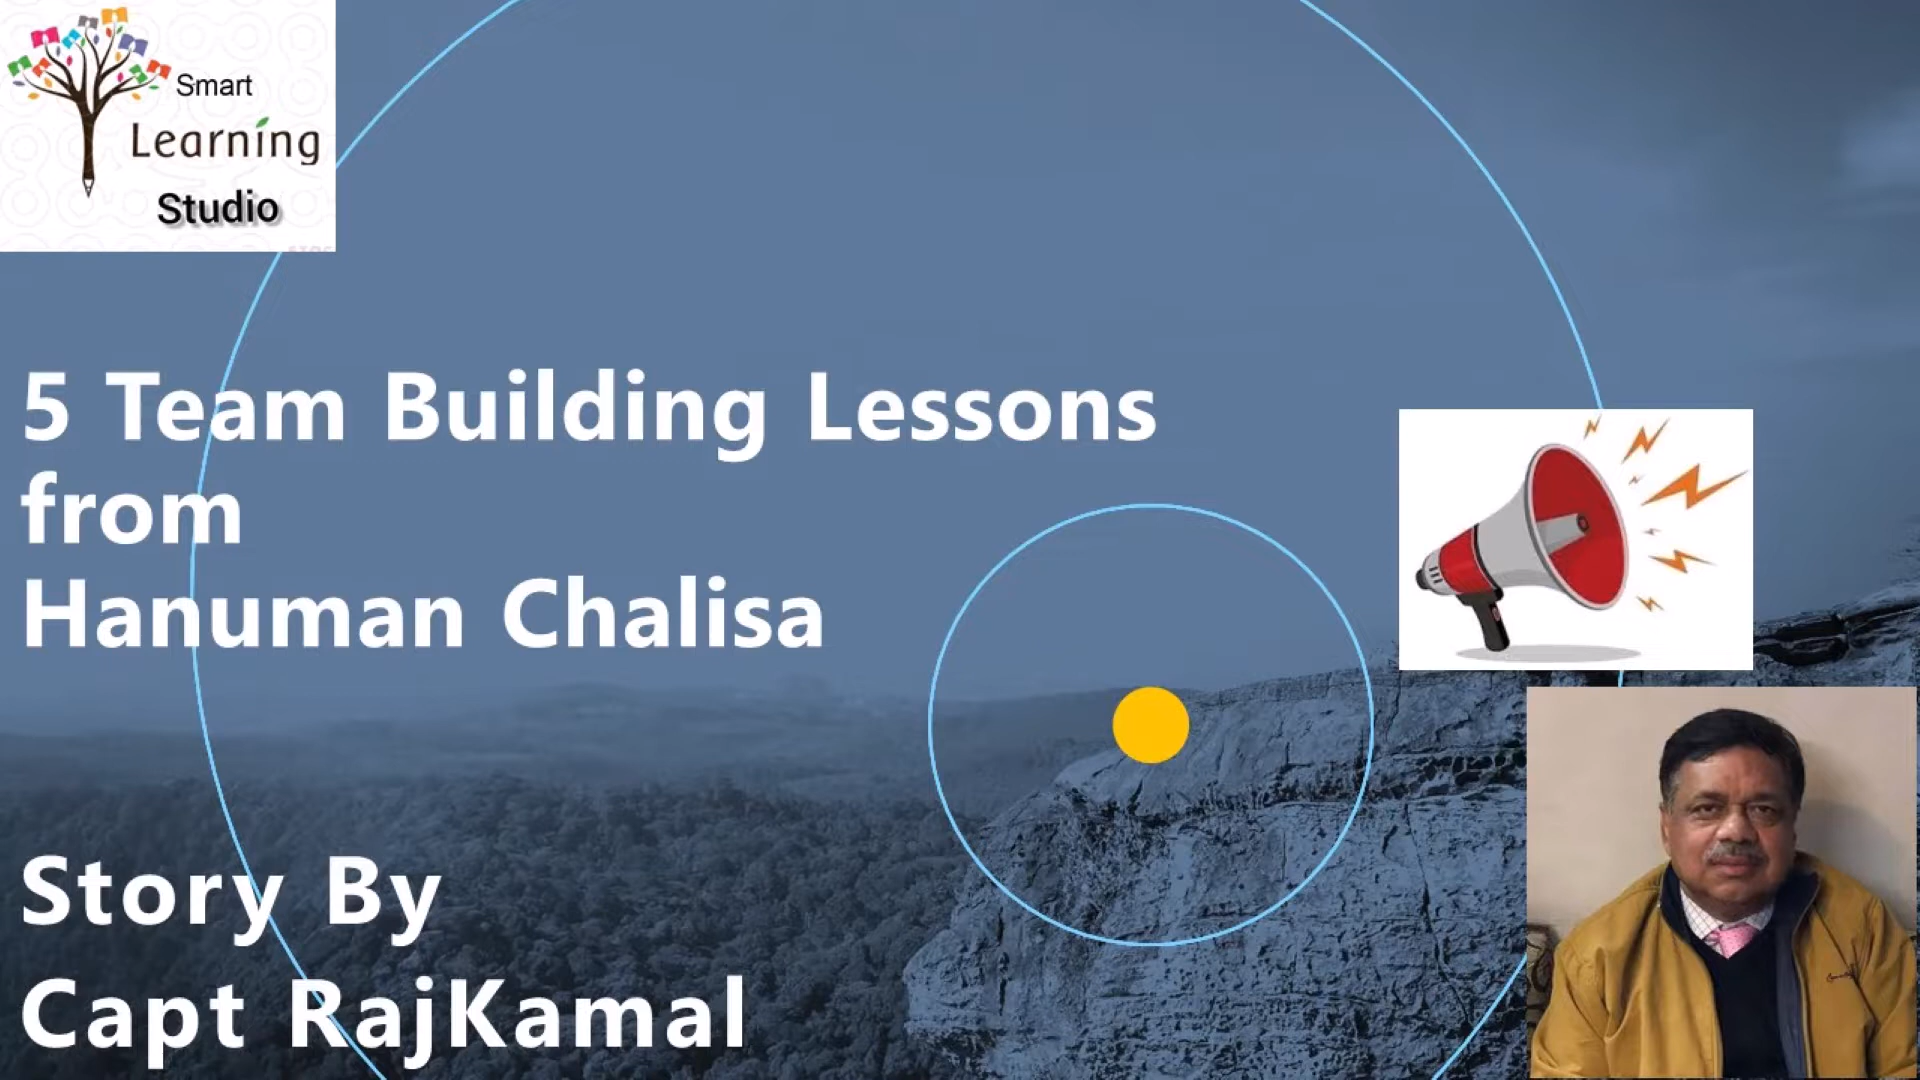 Smart
Learning
Studio
5 Team Building Lessons
from
Hanuman Chalisa
Story By
Capt RajKamal